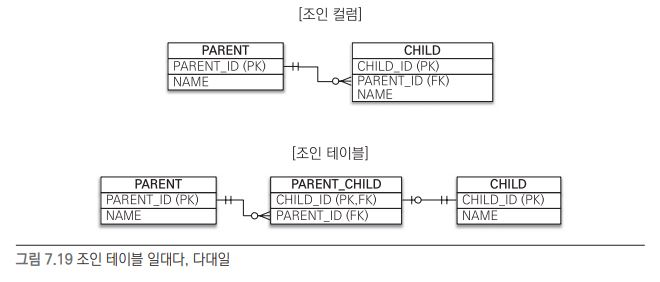 [조인 컬럼]
PARENT
PARENT_ID (PK)
NAME
CHILD
CHILD_ID (PK)
PARENT_ID (FK)
NAME
[조인 테이블]
PARENT
PARENT_ID (PK)
NAME
PARENT_CHILD
CHILD_ID (PK,FK)
PARENT_ID (FK)
CHILD
CHILD_ID (PK)
NAME
그림 7.19 조인 테이블 일대다, 다대일